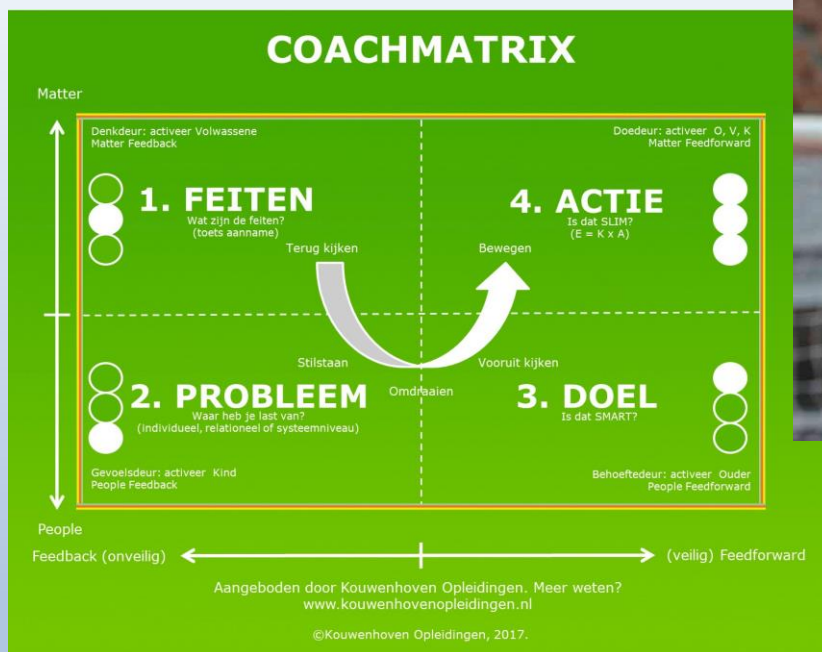 COACHMATRIX
Matter
Denkdeur: activeer Volwassene
Matter Feedback
Doedeur: activeer O, V, K
Matter Feedforward
1. FEITEN
Wat zijn de feiten?
(toets aanname)
4. ACTIE
Is dat SLIM?
(E = K x A)
Terug kijken
Bewegen
Stilstaan
Vooruit kijken
Omdraaien
2. PROBLEEM
Waar heb je last van?
(individueel, relationeel of systeemniveau)
3. DOEL
Is dat SMART?
Gevoelsdeur: activeer Kind
People Feedback
Behoeftedeur: activeer Ouder
People Feedforward
People
Feedback (onveilig)
(veilig) Feedforward
Aangeboden door Kouwenhoven Opleidingen. Meer weten?
www.kouwenhovenopleidingen.nl
©Kouwenhoven Opleidingen, 2017.